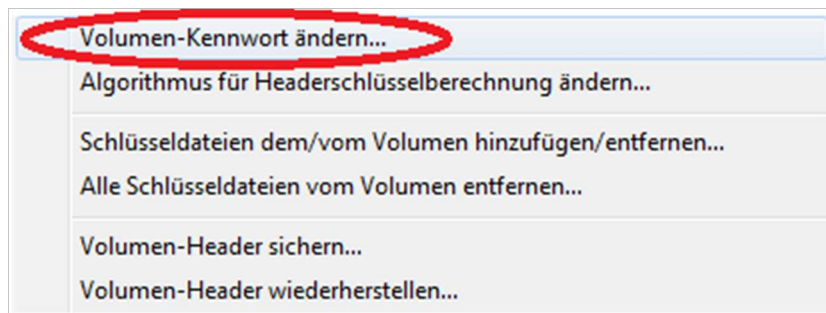 Volumen-Kennwort ändern...
Algorithmus für Headerschlüsselberechnung ändern...
Schlüsseldateien dem/vom Volumen hinzufügen/entfernen...
Alle Schlüsseldateien vom Volumen entfernen...
Volumen-Header sichern...
Volumen-Header wiederherstellen...